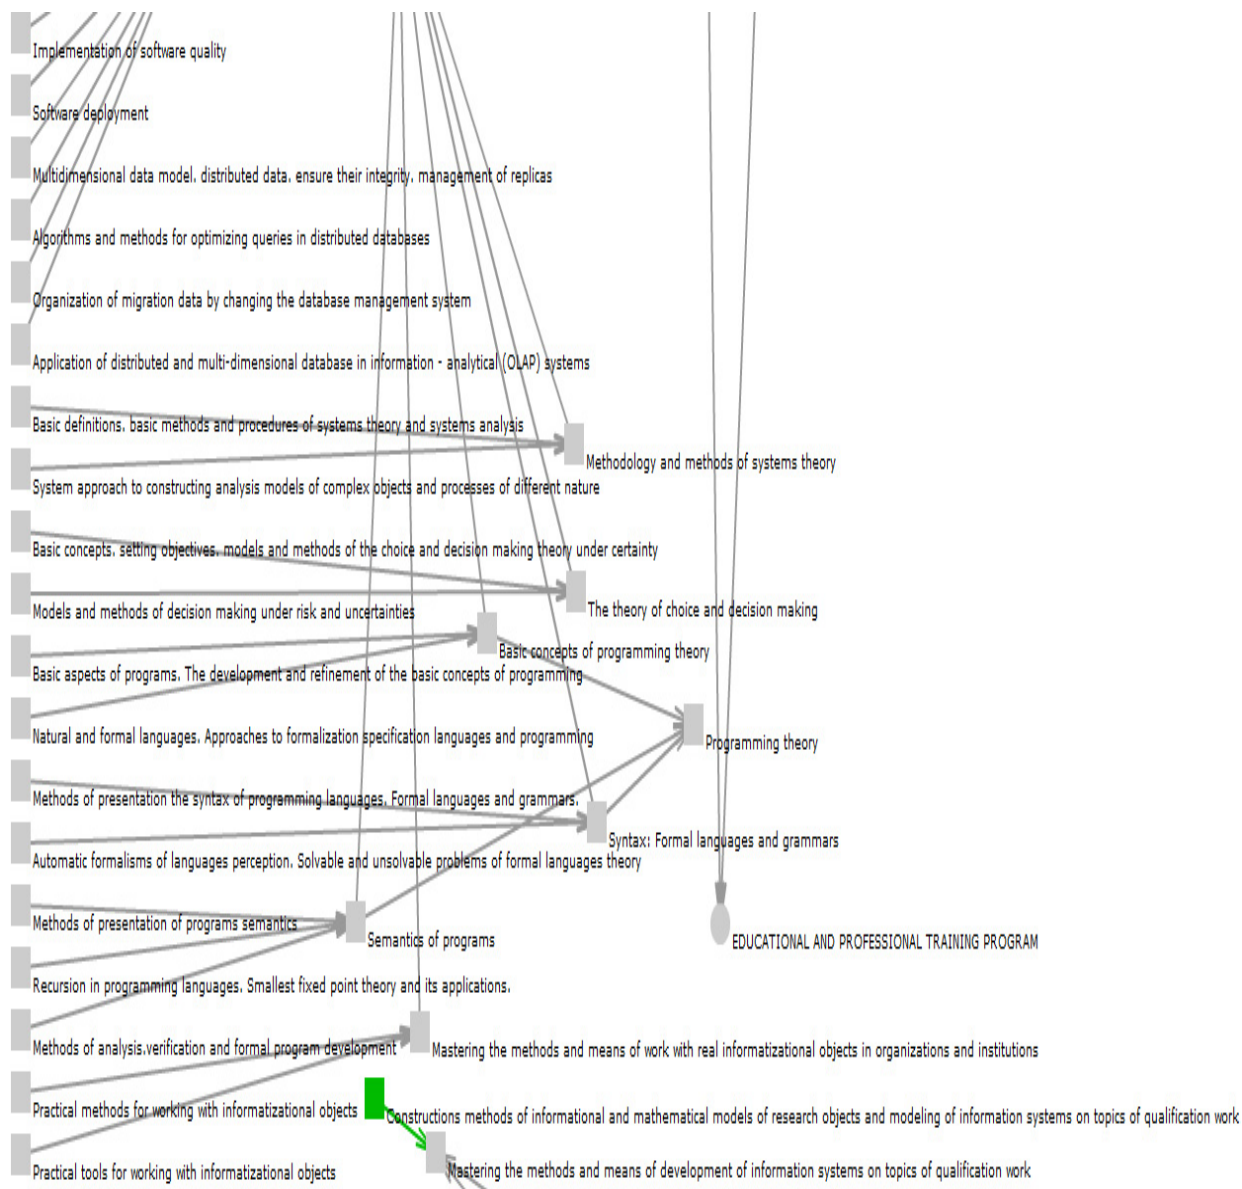 Implementation of software quality
Software deployment
Multidimensional data model. distributed data. ensure their integrity. management of replicas
Algorithms and methods for optimizing queries in distributed databases
Organization of migration data by changing the database management system
Application of distributed and multi-dimensional database in information - analytical (OLAP) systems
Basic definitions. basic methods and procedures of systems theory and systems analysis
Methodology and methods of systems theory
System approach to constructing analysis models of complex objects and processes of different nature
Basic concepts. setting objectives. models and methods of the choice and decision making theory under certainty
Models and methods of decision making under risk and uncertainties
The theory of choice and decision making
Basic concepts of programming theory
Basic aspects of programs. The development and refinement of the basic concepts of programming
Natural and formal languages. Approaches to formalization specification languages and programming
Programming theory
Methods of presentation the syntax of programming languages. Formal languages and grammars.
Syntax: Formal languages and grammars
Automatic formalisms of languages perception. Solvable and unsolvable problems of formal languages theory
Methods of presentation of programs semantics
Semantics of programs
EDUCATIONAL AND PROFESSIONAL TRAINING PROGRAM
Recursion in programming languages. Smallest fixed point theory and its applications.
Methods of analysis.verification and formal program development
Mastering the methods and means of work with real informatizational objects in organizations and institutions
Practical methods for working with informatizational objects
Constructions methods of informational and mathematical models of research objects and modeling of information systems on topics of qualification work
Practical tools for working with informatizational objects
Mastering the methods and means of development of information systems on topics of qualification work